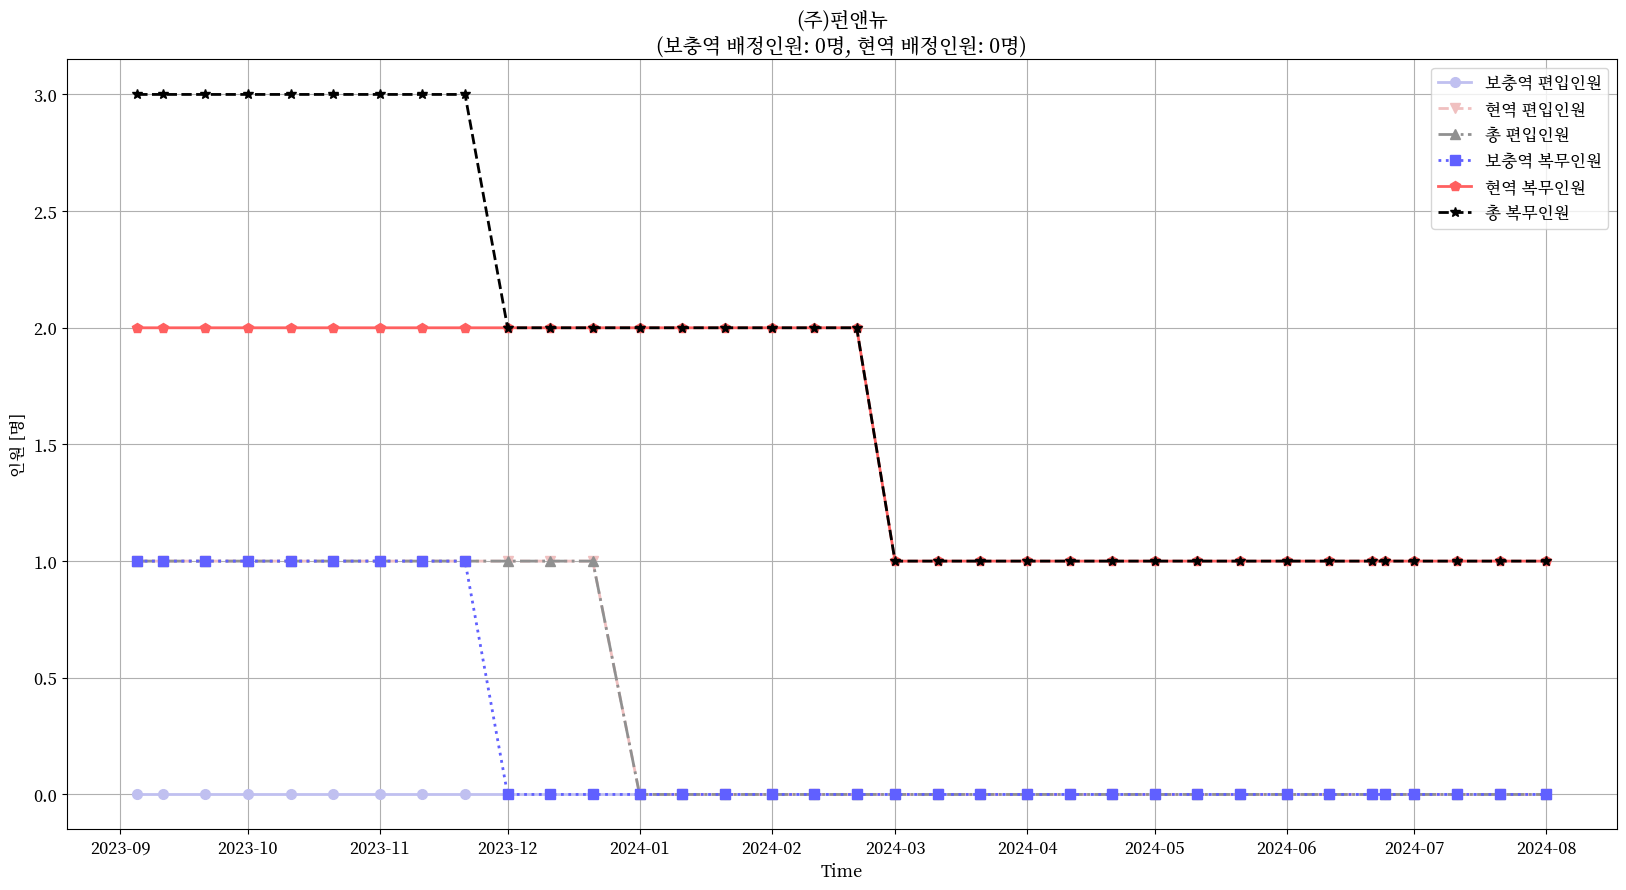 (주)펀앤뉴
(보충역 배정인원: 0명, 현역 배정인원: 0명)
보충역 편입인원
현역 편입인원
총 편입인원
보충역 복무인원
현역 복무인원
총 복무인원
인원 [명]
3.0
2.5
2.0
1.5
1.0
0.5
0.0
2023-09 2023-10 2023-11 2023-12 2024-01 2024-02 2024-03 2024-04 2024-05 2024-06 2024-07 2024-08
Time